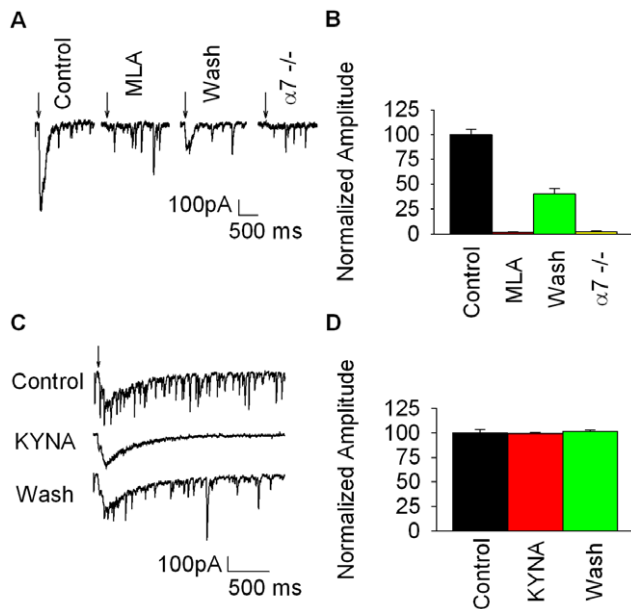 A
Control
MLA
Wash
α7 -/-
100pA
500 ms
B
Normalized Amplitude
125
100
75
50
25
0
Control
MLA
Wash
α7 -/-
C
Control
KYNA
Wash
100pA
500 ms
D
Normalized Amplitude
125
100
75
50
25
0
Control
KYNA
Wash